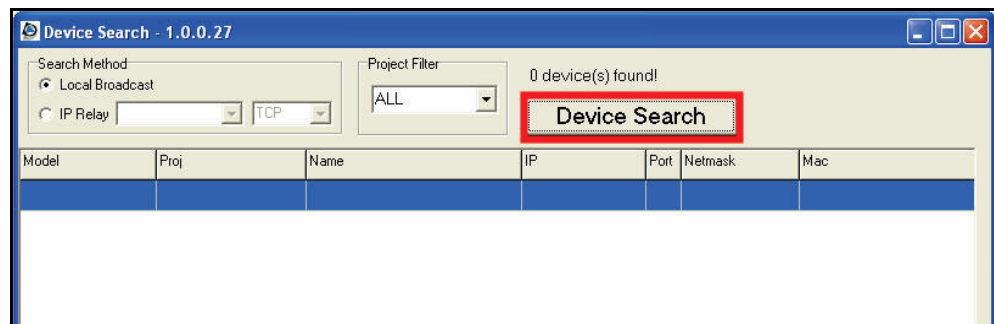 Device Search - 1.0.0.27
Search Method
Local Broadcast
IP Relay
TCP
Project Filter
ALL
0 device(s) found!
Device Search
Model Proj Name IP Port Netmask Mac